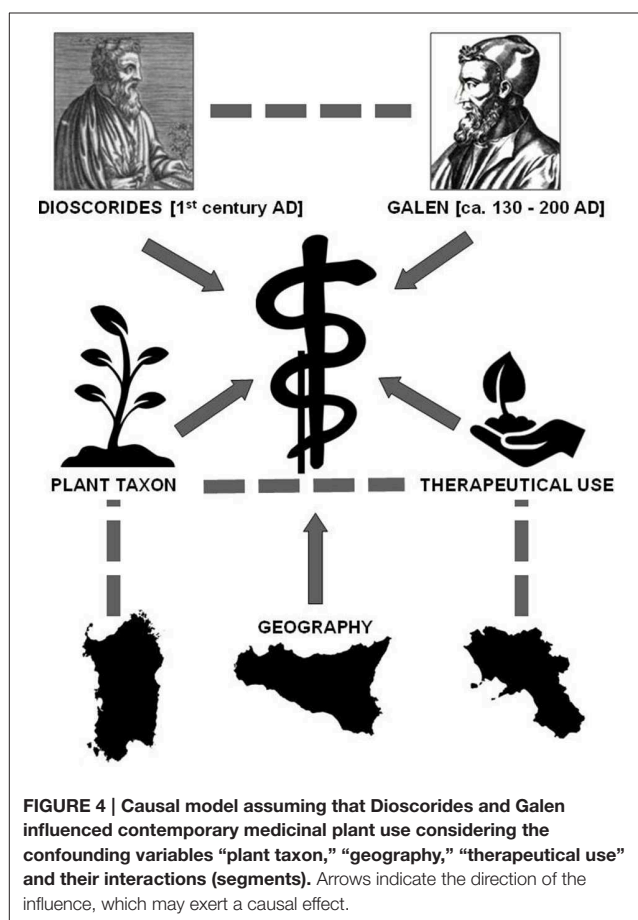 DIOSCORIDES [1st century AD]
GALEN [ca. 130 - 200 AD]
PLANT TAXON
THERAPEUTICAL USE
GEOGRAPHY
FIGURE 4 | Causal model assuming that Dioscorides and Galen
influenced contemporary medicinal plant use considering the
confounding variables “plant taxon,” “geography,” “therapeutical use”
and their interactions (segments). Arrows indicate the direction of the
influence, which may exert a causal effect.